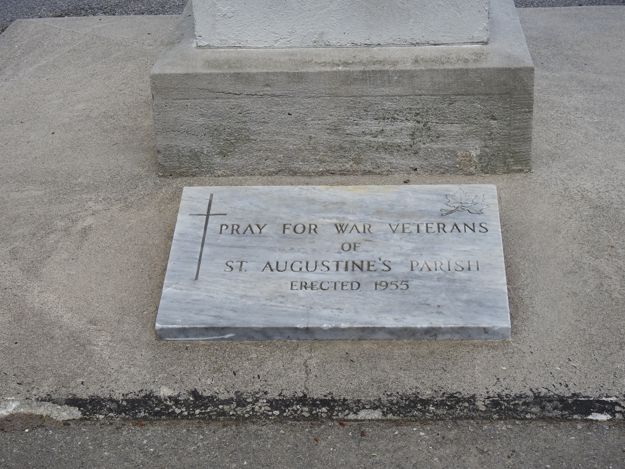 PRAY FOR WAR VETERANS
OF
ST. AUGUSTINE'S PARISH
ERECTED 1955